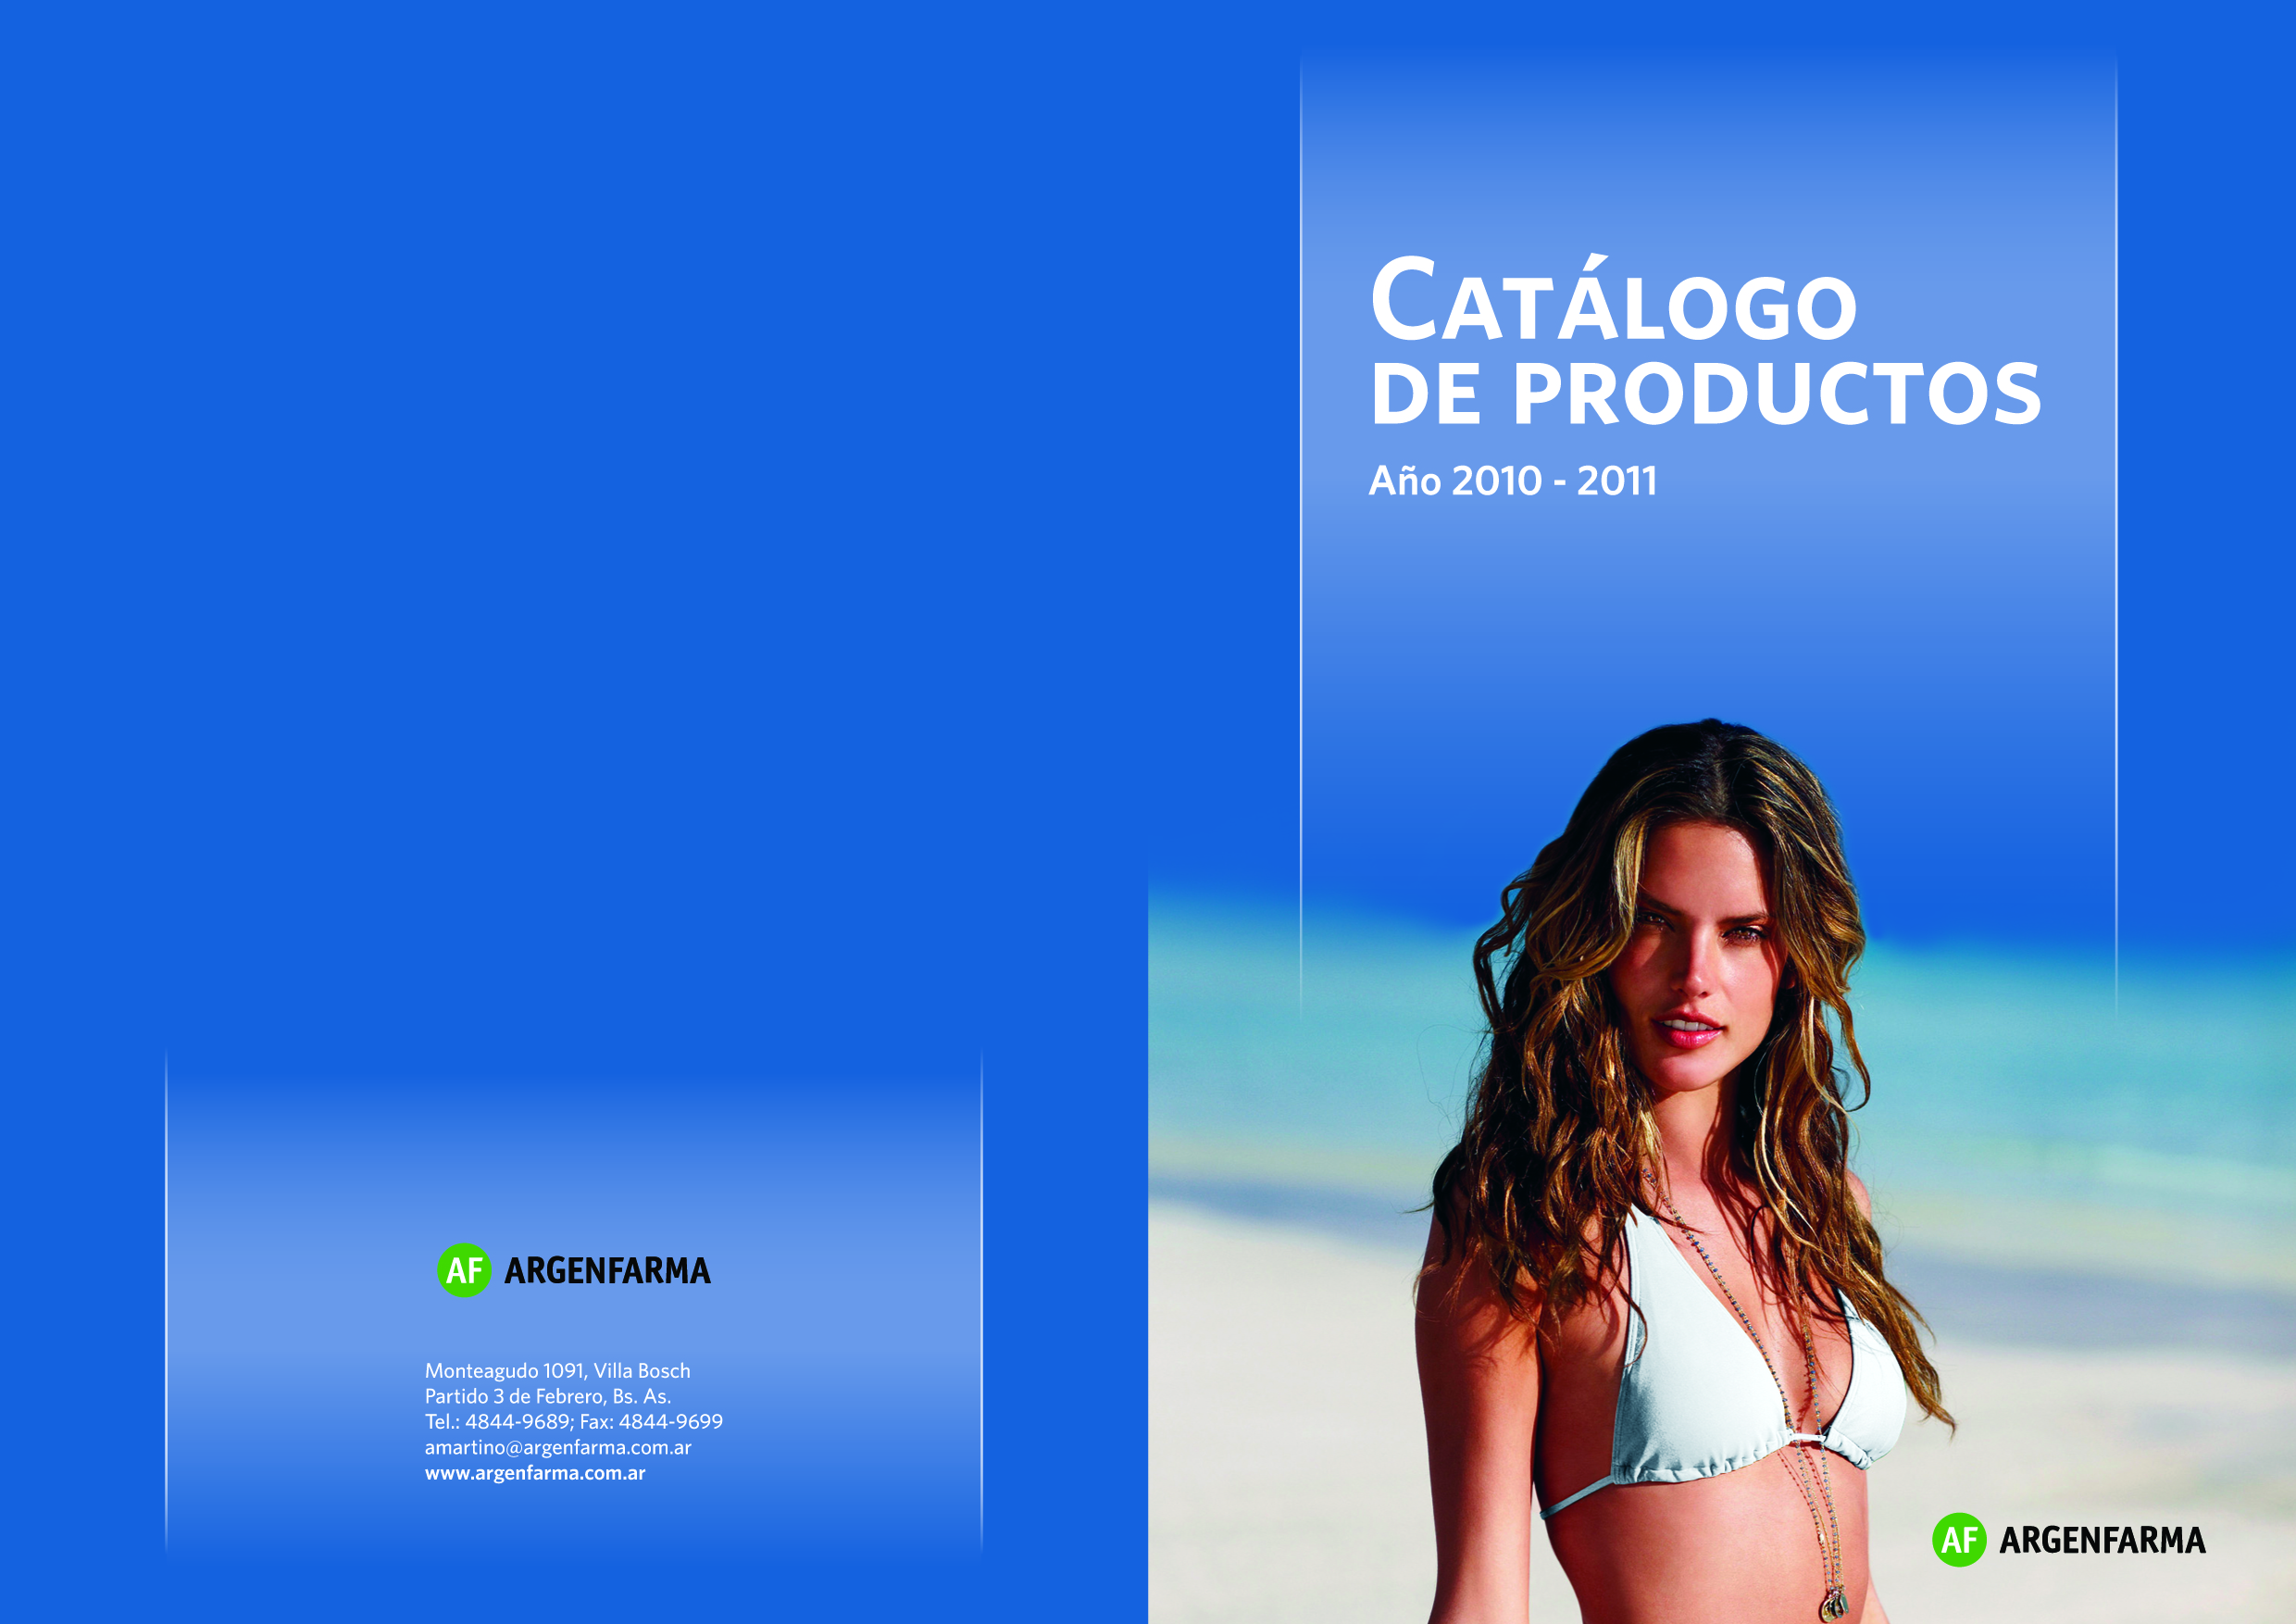 CATÁLOGO
DE PRODUCTOS
Año 2010 - 2011
AF ARGENFARMA
Monteagudo 1091, Villa Bosch
Partido 3 de Febrero, Bs. As.
Tel.: 4844-9689; Fax: 4844-9699
amartino@argenfarma.com.ar
www.argenfarma.com.ar
AF ARGENFARMA